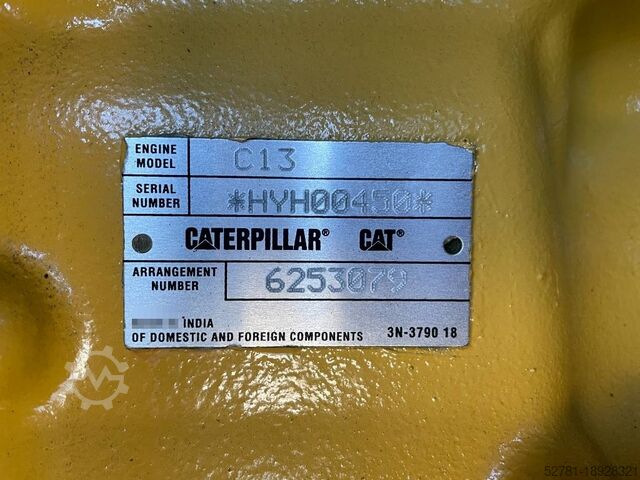 ENGINE MODEL C13
SERIAL NUMBER *HYH00450*
CATERPILLAR® CAT®
ARRANGEMENT NUMBER 6253079
INDIA
OF DOMESTIC AND FOREIGN COMPONENTS 3N-3790 18
52781-18928321